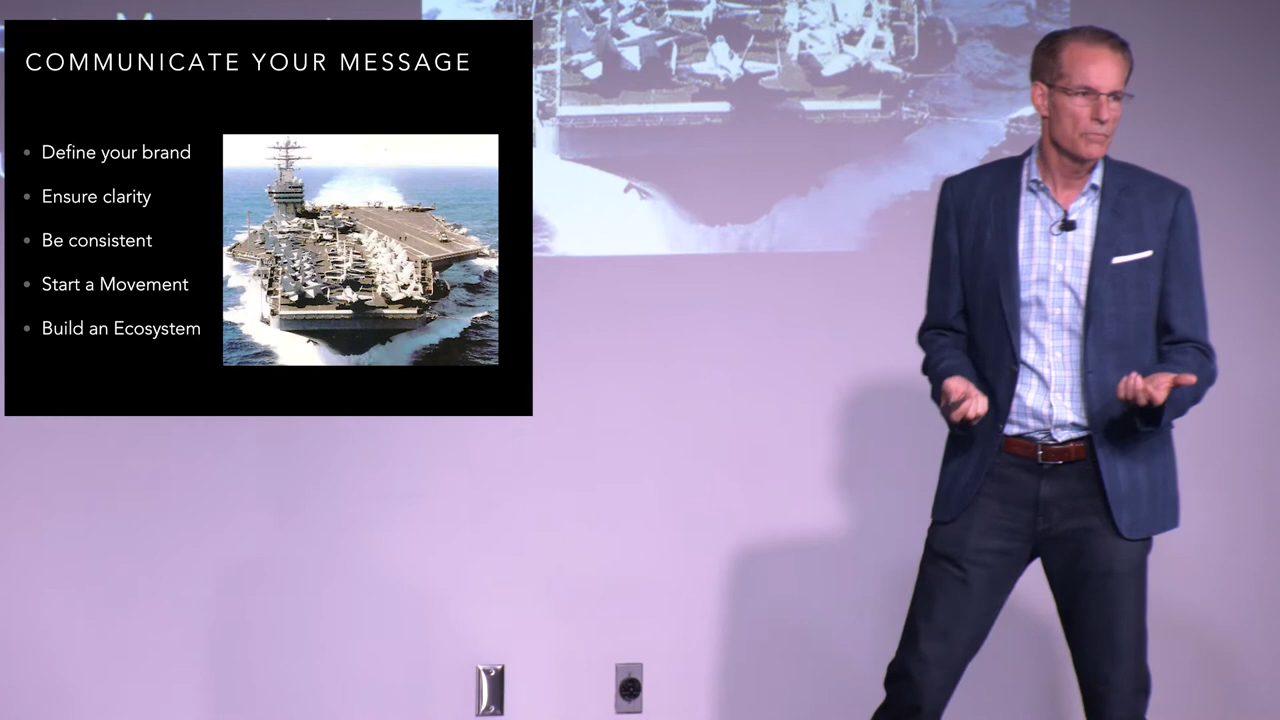 COMMUNICATE YOUR MESSAGE
Define your brand
Ensure clarity
Be consistent
Start a Movement
Build an Ecosystem